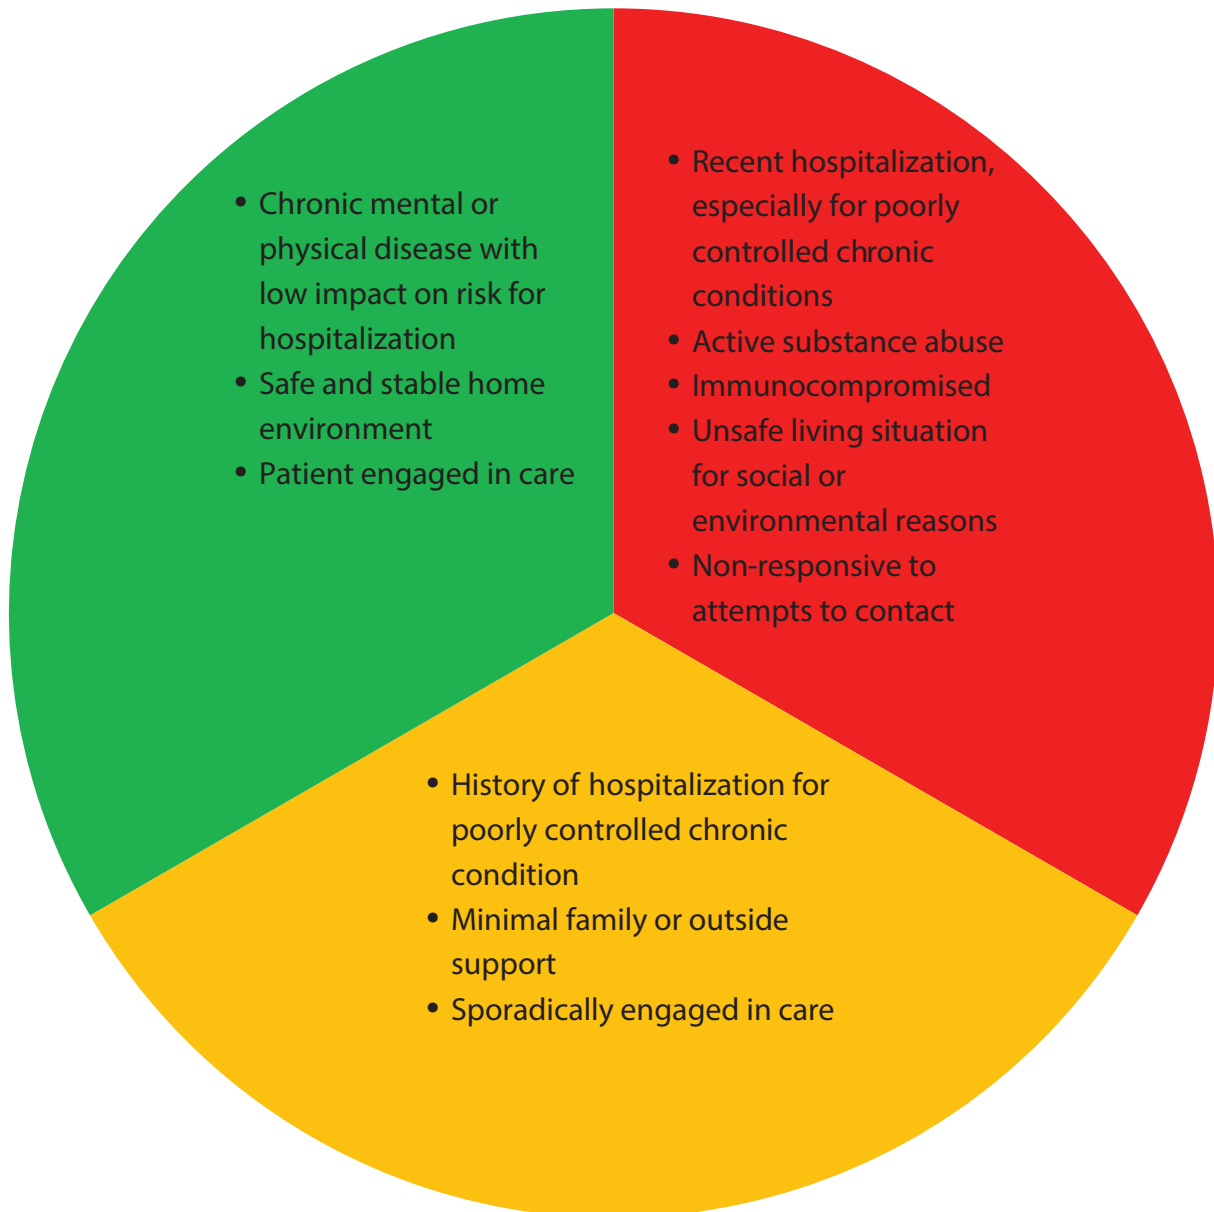 • Chronic mental or
physical disease with
low impact on risk for
hospitalization
• Safe and stable home
environment
• Patient engaged in care
• Recent hospitalization,
especially for poorly
controlled chronic
conditions
• Active substance abuse
• Immunocompromised
• Unsafe living situation
for social or
environmental reasons
• Non-responsive to
attempts to contact
• History of hospitalization for
poorly controlled chronic
condition
• Minimal family or outside
support
• Sporadically engaged in care